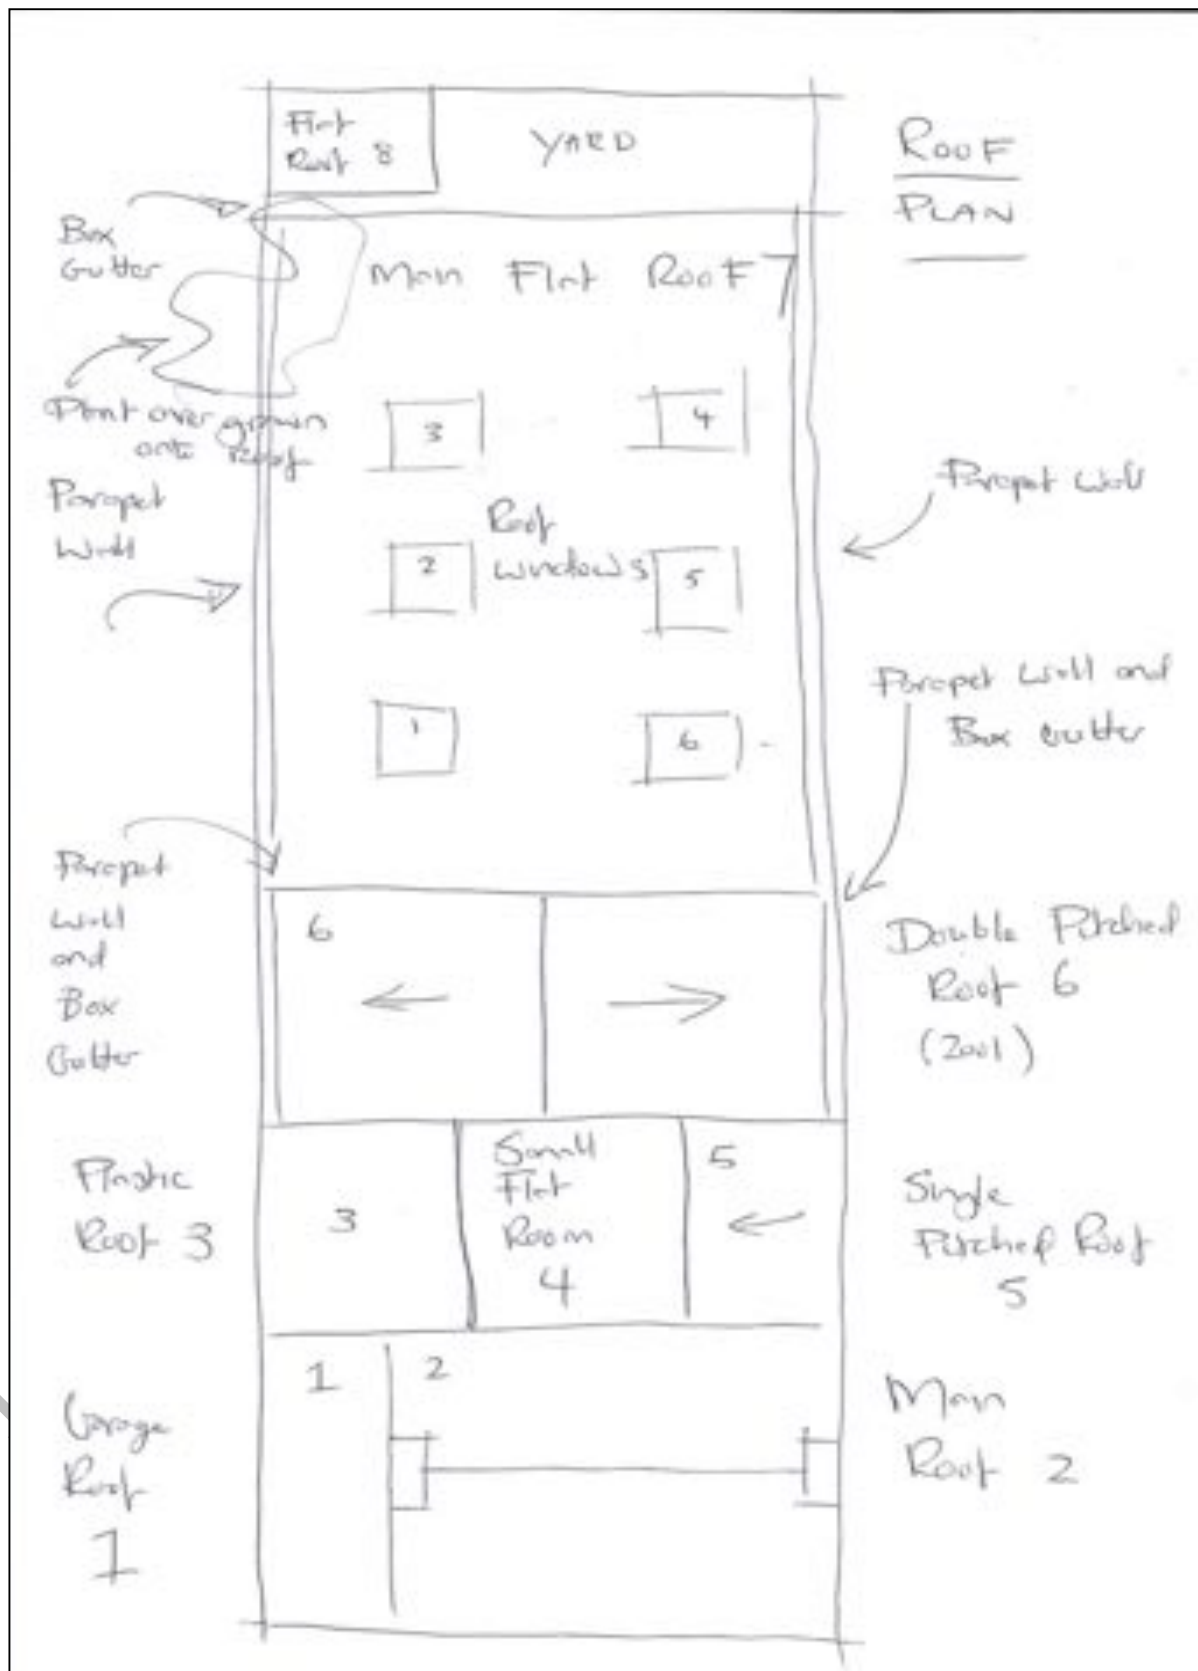 Flat
Roof 8
YARD
ROOF
PLAN
Box
Gutter
Main Flat Roof 7
Plant over grown
onto Roof
3
4
Parapet
Wall
Parapet Wall
Roof
windows
2
5
1
6
Parapet Wall and
Box Gutter
Parapet
Wall
and
Box
Gutter
6
Double Pitched
Roof 6
(Zool)
Plastic
Roof 3
3
Small
Flat
Room
4
5
Single
Pitched Roof
5
1
2
Garage
Roof
1
Main
Roof 2